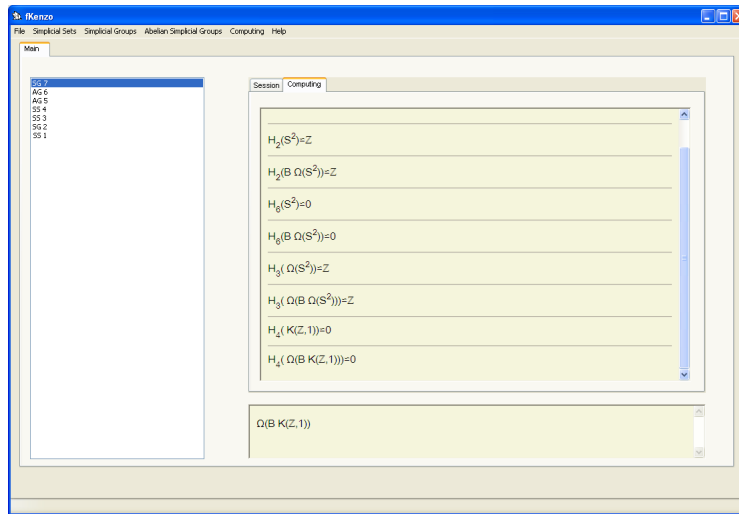 fKenzo
File Simplicial Sets Simplicial Groups Abelian Simplicial Groups Computing Help
Main
SG 7
AG 6
AG 5
SS 4
SS 3
SG 2
SS 1
Session Computing
H₂(S²)=Z
H₂(B Ω(S²))=Z
H₆(S²)=0
H₆(B Ω(S²))=0
H₃( Ω(S²))=Z
H₃( Ω(B Ω(S²)))=Z
H₄( K(Z,1))=0
H₄( Ω(B K(Z,1)))=0
Ω(B K(Z,1))